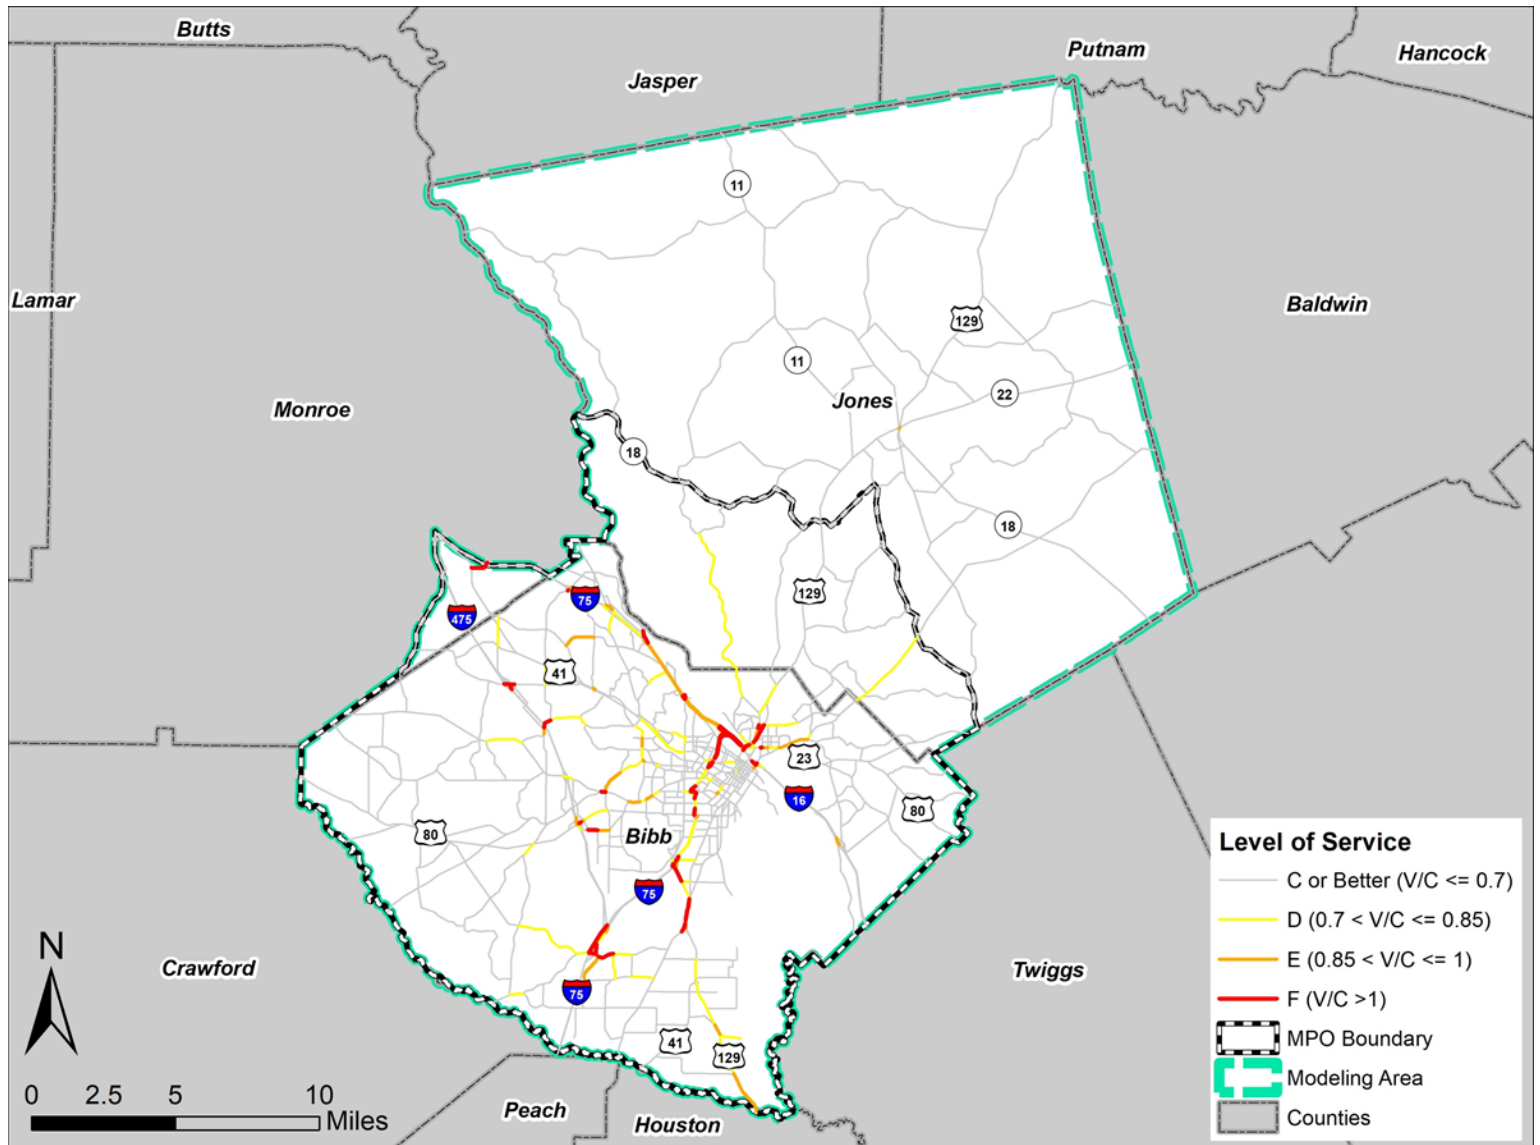 Butts
Putnam
Hancock
Jasper
11
Lamar
Baldwin
129
11
22
Jones
Monroe
18
18
129
75
475
41
23
16
80
80
Bibb
75
Crawford
Twiggs
75
41
129
Peach
Houston
N
0 2.5 5 10
Miles
Level of Service
C or Better (V/C <= 0.7)
D (0.7 < V/C <= 0.85)
E (0.85 < V/C <= 1)
F (V/C >1)
MPO Boundary
Modeling Area
Counties